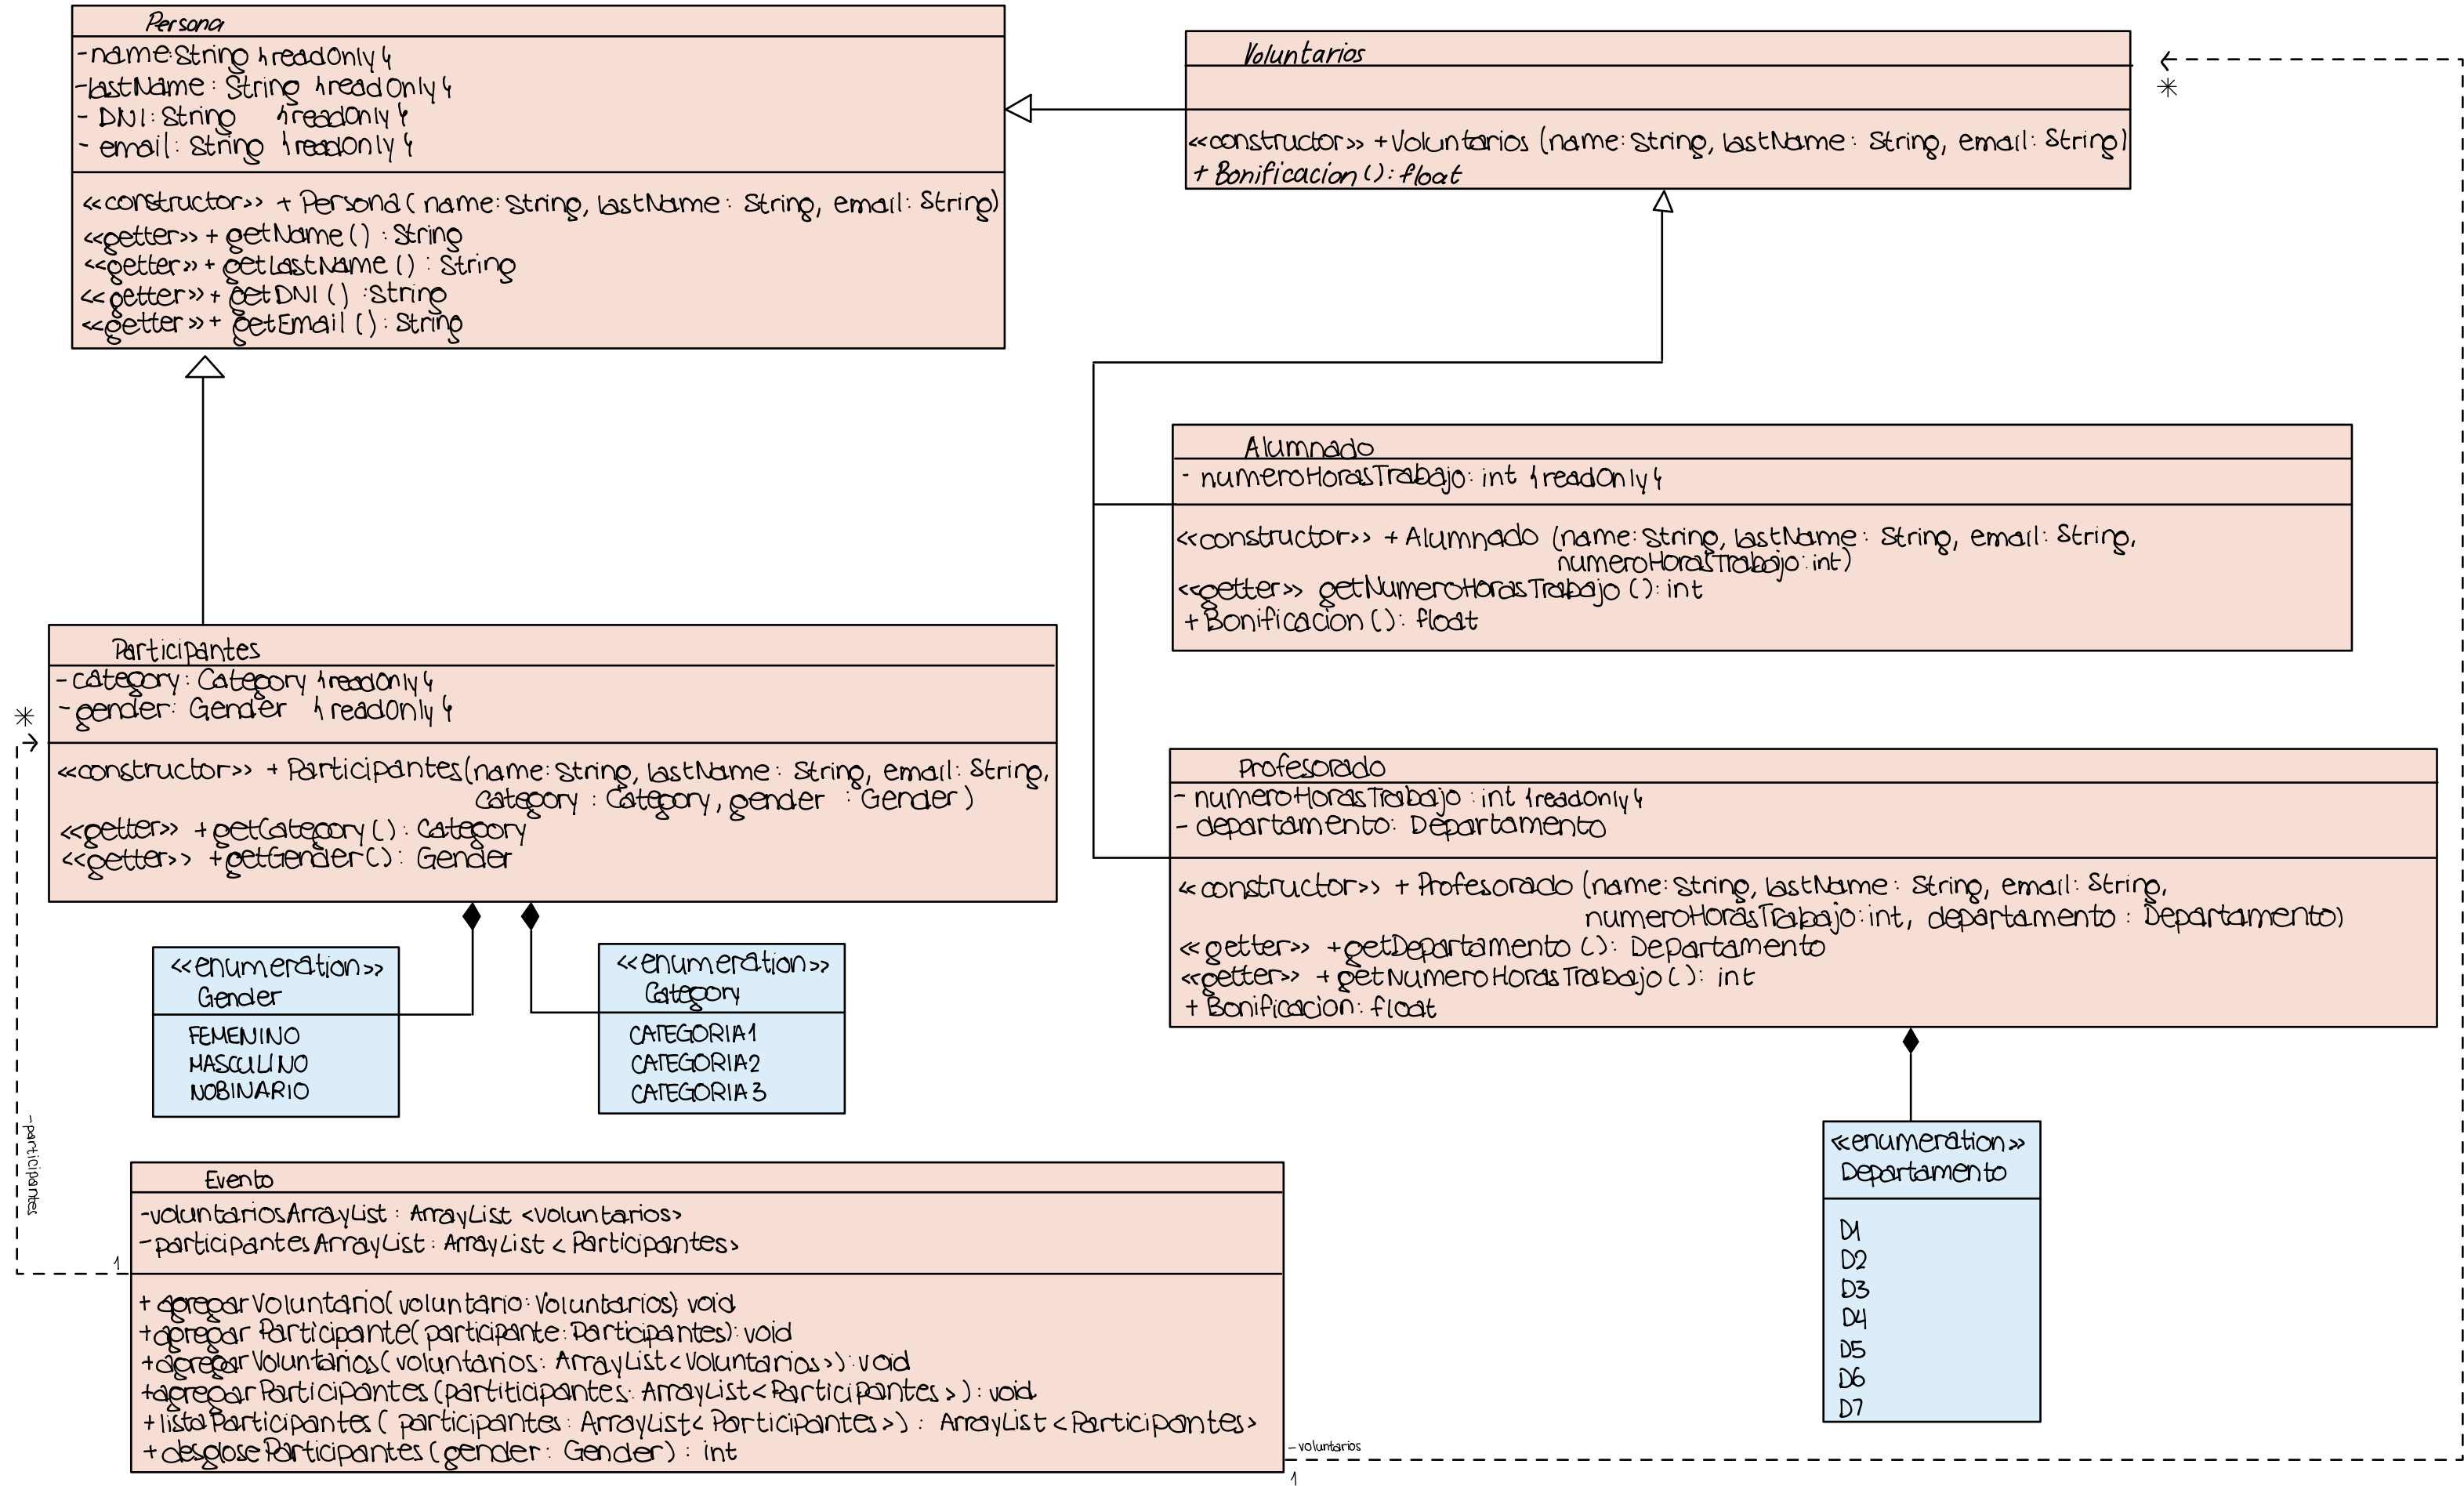 Persona
-name:String {readOnly}
-lastName: String {readOnly}
- DNI: String {readOnly}
- email: String {readOnly}
<<constructor>> + Persona( name: String, lastName: String, email: String)
<<getter>> + getName() : String
<<getter>> + getLastName() : String
<<getter>> + getDNI() :String
<<getter>> + getEmail(): String
Voluntarios
<<constructor>> +Voluntarios (name:String, lastName: String, email: String)
+ Bonificacion(): float
*
Alumnado
- numeroHorasTrabajo: int {readOnly}
<<constructor>> +Alumnado (name:String, lastName: String, email: String,
numeroHorasTrabajo:int)
<<getter>> getNumeroHorasTrabajo(): int
+ Bonificacion(): float
Participantes
- category: Category {readOnly}
- gender: Gender {readOnly}
*
<<constructor>> + Participantes(name:String, lastName: String, email: String,
category : Category, gender : Gender)
<<getter>> +getCategory(): Category
<<getter>> +getGender(): Gender
Profesorado
- numeroHorasTrabajo : int {readOnly}
- departamento: Departamento
<<constructor>> + Profesorado (name:String, lastName: String, email: String,
numeroHorasTrabajo:int, departamento : Departamento)
<<getter>> +getDepartamento (): Departamento
<<getter>> +getNumeroHorasTrabajo(): int
+ Bonificacion: float
<<enumeration>>
Gender
FEMENINO
MASCULINO
NOBINARIO
<<enumeration>>
Category
CATEGORIA1
CATEGORIA2
CATEGORIA3
<<enumeration>>
Departamento
D1
D2
D3
D4
D5
D6
D7
-participantes
1
Evento
-voluntariosArrayList: ArrayList <Voluntarios>
-participantesArrayList: ArrayList < Participantes>
+ agregarVoluntario(voluntario:Voluntarios): void
+agregar Participante(participante:Participantes): void
+agregarVoluntarios(voluntarios: ArrayList<Voluntarios>): void
+agregarParticipantes (partiticipantes: ArrayList<Participantes>): void
+listaParticipantes( participantes: ArrayList<Participantes>) : ArrayList <Participantes>
+ desgloseParticipantes(gender: Gender) : int
-voluntarios
1